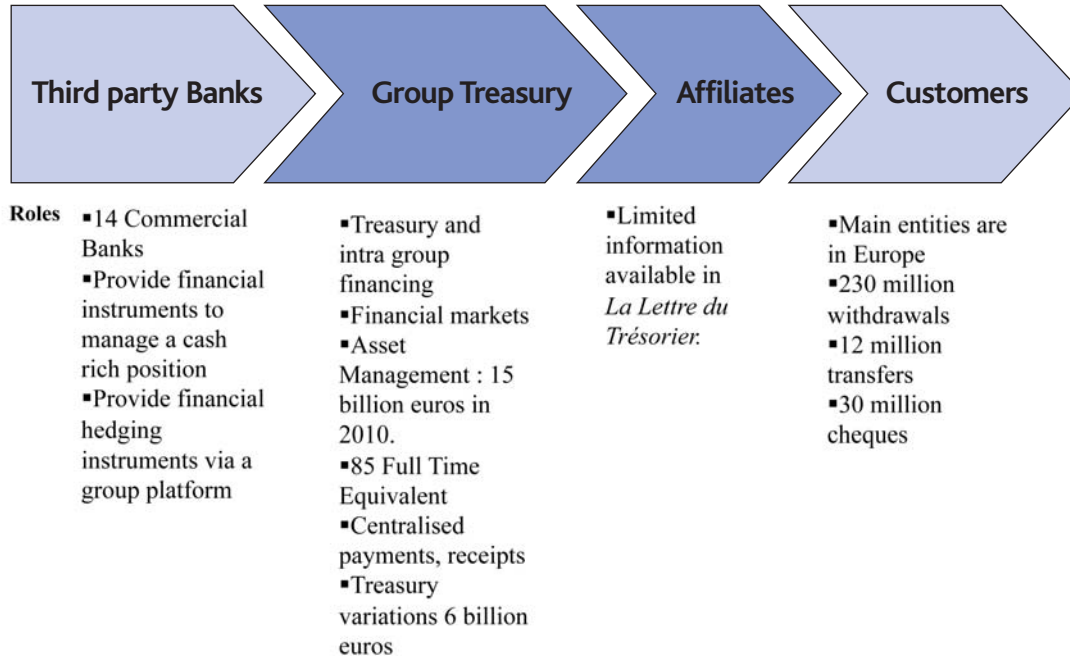 Third party Banks
Group Treasury
Affiliates
Customers
Roles
▪14 Commercial
Banks
▪Provide financial
instruments to
manage a cash
rich position
▪Provide financial
hedging
instruments via a
group platform
▪Treasury and
intra group
financing
▪Financial markets
▪Asset
Management : 15
billion euros in
2010.
▪85 Full Time
Equivalent
▪Centralised
payments, receipts
▪Treasury
variations 6 billion
euros
▪Limited
information
available in
La Lettre du
Trésorier.
▪Main entities are
in Europe
▪230 million
withdrawals
▪12 million
transfers
▪30 million
cheques